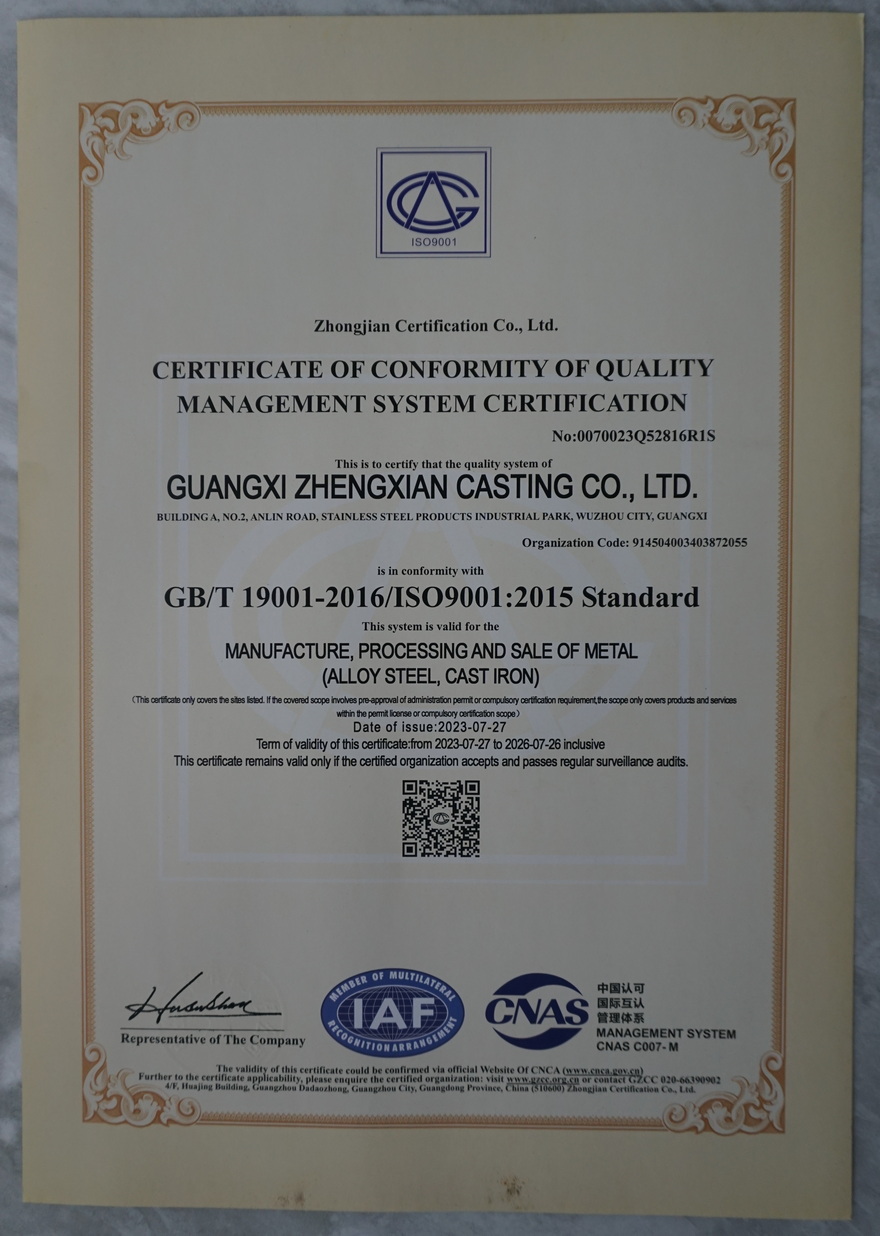 ISO9001
Zhongjian Certification Co., Ltd.
CERTIFICATE OF CONFORMITY OF QUALITY
MANAGEMENT SYSTEM CERTIFICATION
No:0070023Q52816R1S
This is to certify that the quality system of
GUANGXI ZHENGXIAN CASTING CO., LTD.
BUILDING A, NO.2, ANLIN ROAD, STAINLESS STEEL PRODUCTS INDUSTRIAL PARK, WUZHOU CITY, GUANGXI
Organization Code: 914504003403872055
is in conformity with
GB/T 19001-2016/ISO9001:2015 Standard
This system is valid for the
MANUFACTURE, PROCESSING AND SALE OF METAL
(ALLOY STEEL, CAST IRON)
(This certificate only covers the sites listed. If the covered scope involves pre-approval of administration permit or compulsory certification requirement,the scope only covers products and services
within the permit license or compulsory certification scope)
Date of issue:2023-07-27
Term of validity of this certificate:from 2023-07-27 to 2026-07-26 inclusive
This certificate remains valid only if the certified organization accepts and passes regular surveillance audits.
Representative of The Company
MEMBER OF MULTILATERAL
IAF
RECOGNITION ARRANGEMENT
CNAS
中国认可
国际互认
管理体系
MANAGEMENT SYSTEM
CNAS C007-M
The validity of this certificate could be confirmed via official Website Of CNCA (www.cnca.gov.cn)
Further to the certificate applicability, please enquire the certified organization: visit www.gzcc.org.cn or contact GZCC 020-66390902
4/F, Huajing Building, Guangzhou Dadaozhong, Guangzhou City, Guangdong Province, China (510600) Zhongjian Certification Co., Ltd.